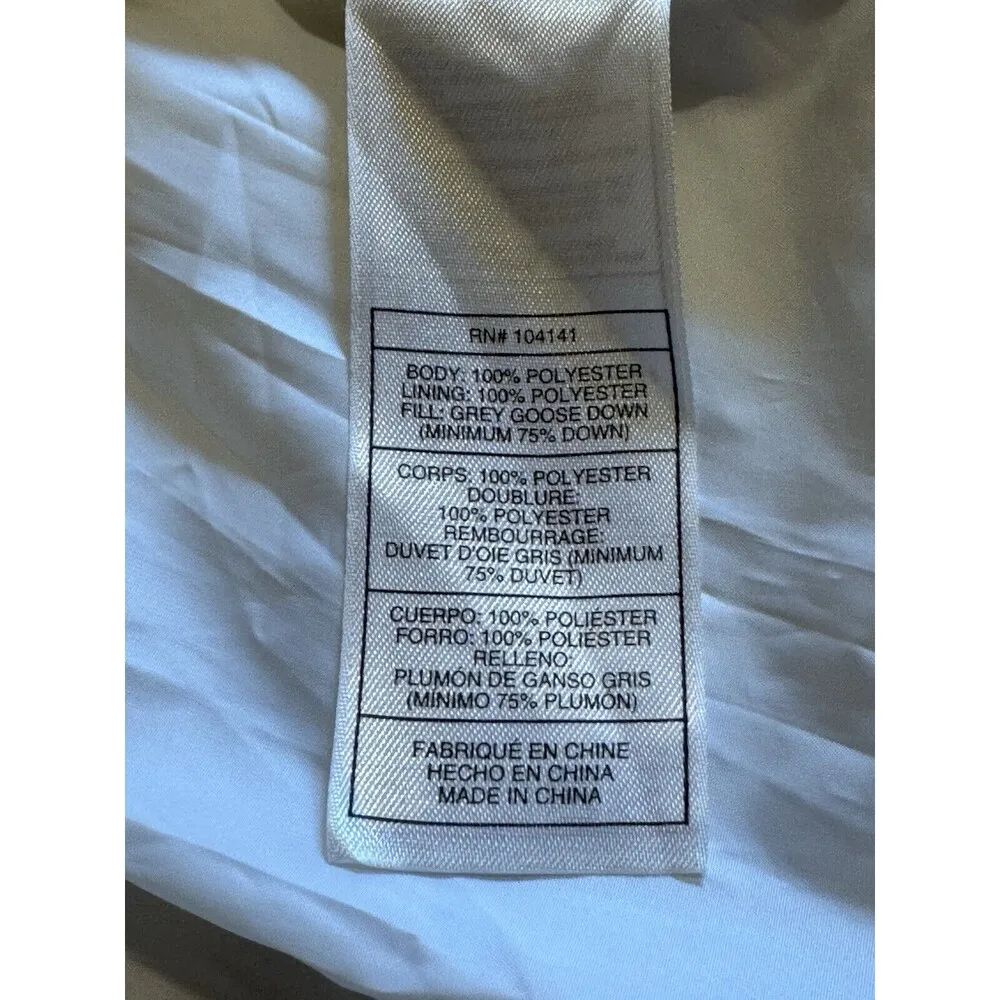 RN# 104141
BODY: 100% POLYESTER
LINING: 100% POLYESTER
FILL: GREY GOOSE DOWN
(MINIMUM 75% DOWN)
CORPS, 100% POLYESTER
DOUBLURE:
100% POLYESTER
REMBOURRAGE:
DUVET D'OIE GRIS (MINIMUM
75% DUVET)
CUERPO: 100% POLIÉSTER
FORRO: 100% POLIÉSTER
RELLENO:
PLUMÓN DE GANSO GRIS
(MINIMO 75% PLUMÓN)
FABRIQUÉ EN CHINE
HECHO EN CHINA
MADE IN CHINA